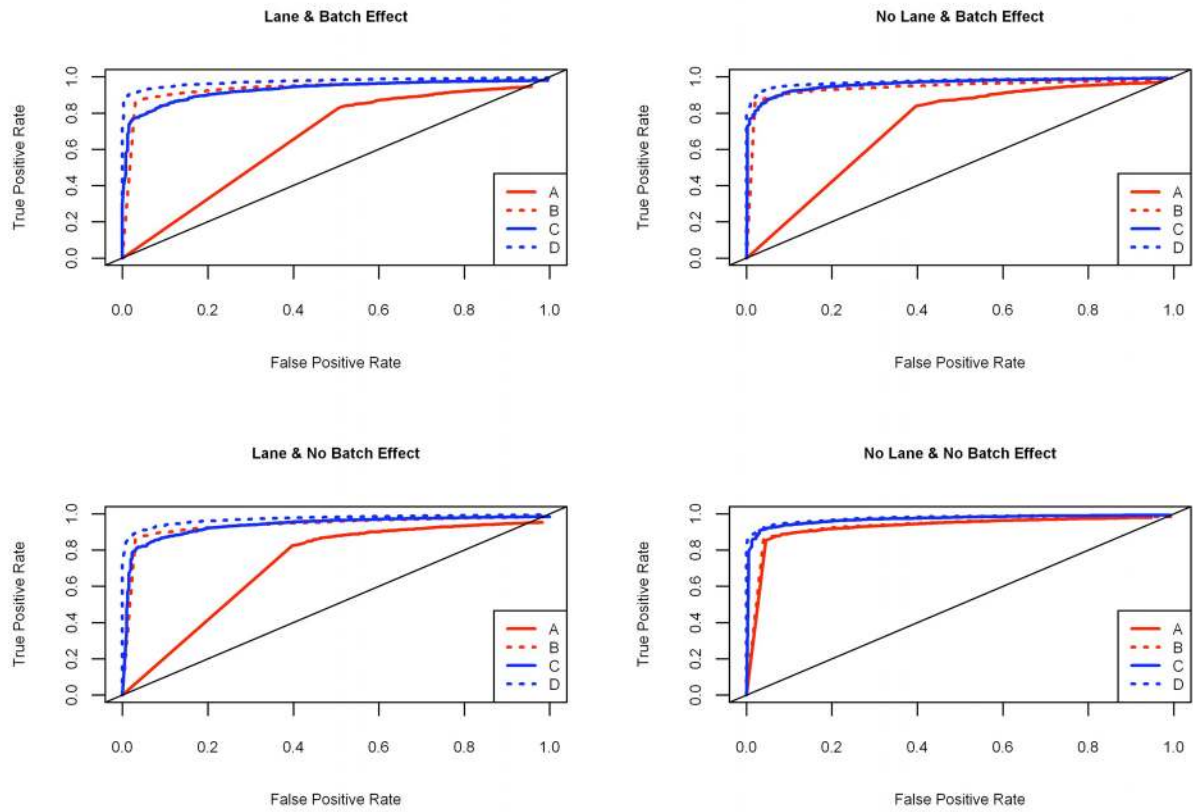 Lane & Batch Effect
True Positive Rate
1.0
0.8
0.6
0.4
0.2
0.0
A
B
C
D
0.0 0.2 0.4 0.6 0.8 1.0
False Positive Rate
No Lane & Batch Effect
True Positive Rate
1.0
0.8
0.6
0.4
0.2
0.0
A
B
C
D
0.0 0.2 0.4 0.6 0.8 1.0
False Positive Rate
Lane & No Batch Effect
True Positive Rate
1.0
0.8
0.6
0.4
0.2
0.0
A
B
C
D
0.0 0.2 0.4 0.6 0.8 1.0
False Positive Rate
No Lane & No Batch Effect
True Positive Rate
1.0
0.8
0.6
0.4
0.2
0.0
A
B
C
D
0.0 0.2 0.4 0.6 0.8 1.0
False Positive Rate